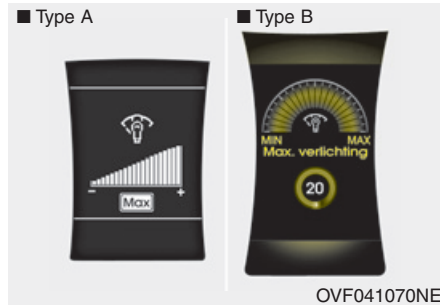 ■ Type A
■ Type B
- +
Max
MIN MAX
Max. verlichting
20
OVF041070NE